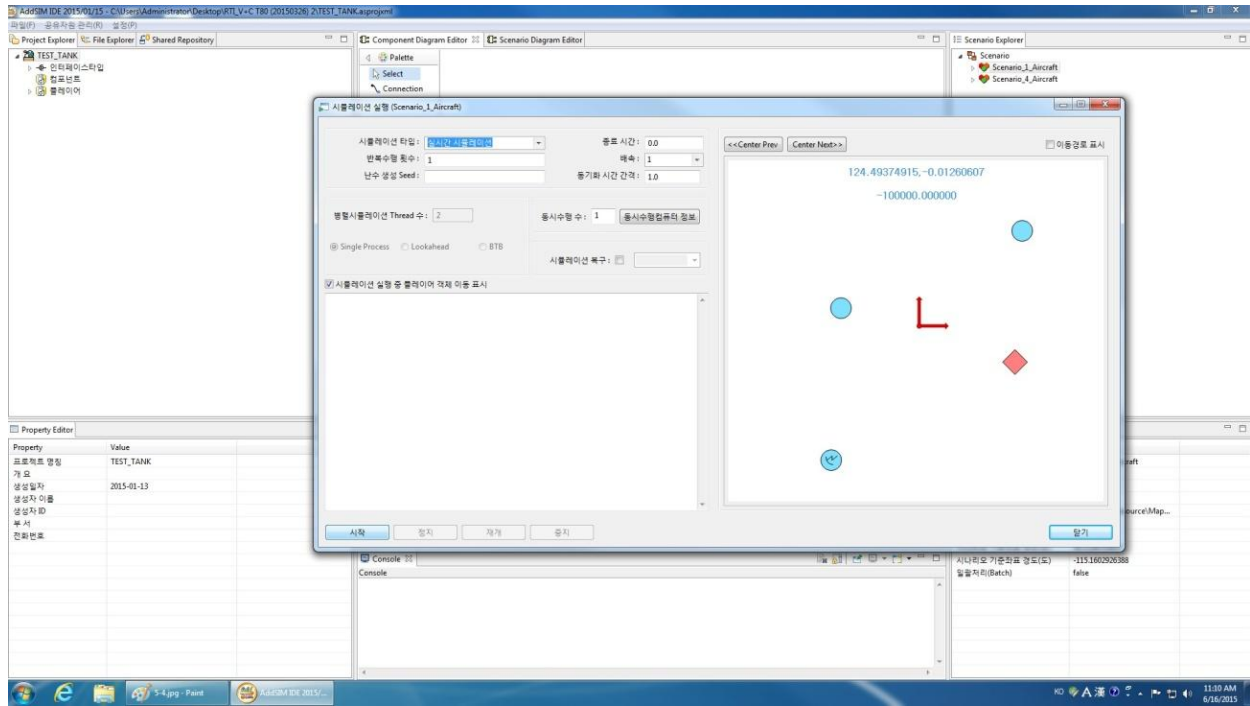 AddSIM IDE 2015/01/15 - C:\Users\Administrator\Desktop\RTI_V+C T80 (20150326) 2\TEST_TANK.asprojxml
파일(F) 공유자원 관리(R) 설정(P)
Project Explorer File Explorer Shared Repository
TEST_TANK
인터페이스타입
컴포넌트
플레이어
Component Diagram Editor Scenario Diagram Editor
Palette
Select
Connection
Scenario Explorer
Scenario
Scenario_1_Aircraft
Scenario_4_Aircraft
시뮬레이션 실행 (Scenario_1_Aircraft)
시뮬레이션 타입 : 실시간 시뮬레이션
종료 시간 : 0.0
반복수행 횟수 : 1
배속 : 1
난수 생성 Seed :
동기화 시간 간격 : 1.0
병렬시뮬레이션 Thread 수 : 2
동시수행 수 : 1 동시수행컴퓨터 정보
Single Process Lookahead BTB
시뮬레이션 복구 :
시뮬레이션 실행 중 플레이어 객체 이동 표시
<<Center Prev Center Next>> 이동경로 표시
124.49374915,-0.01260607
-100000.000000
시작 정지 재개 중지 닫기
Property Editor
Property Value
프로젝트 명칭 TEST_TANK
개 요
생성일자 2015-01-13
생성자 이름
생성자 ID
부 서
전화번호
Console
Console
raft
ource\Map...
시나리오 기준좌표 경도(도) -115.1602926388
일괄처리(Batch) false
5-4.jpg - Paint AddSIM IDE 2015/...
KO A 漢
11:10 AM
6/16/2015